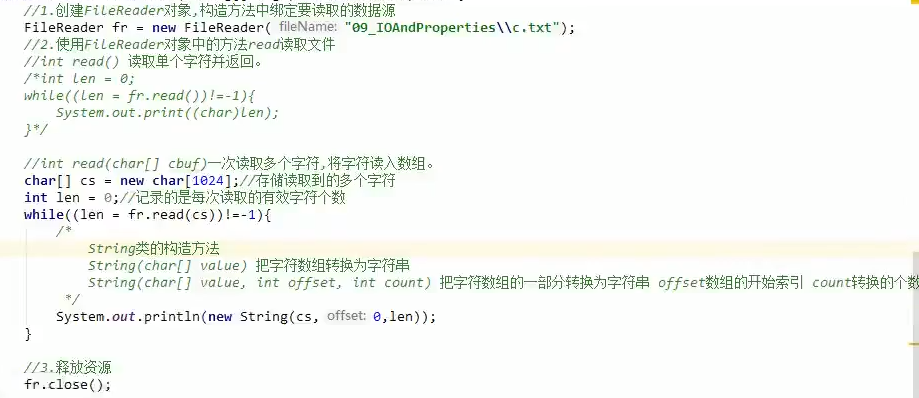 //1.创建FileReader对象,构造方法中绑定要读取的数据源
FileReader fr = new FileReader( fileName: "09_IOAndProperties\\c.txt");
//2.使用FileReader对象中的方法read读取文件
//int read() 读取单个字符并返回。
/*int len = 0;
while((len = fr.read())!=-1){
    System.out.print((char)len);
}*/
//int read(char[] cbuf)一次读取多个字符,将字符读入数组。
char[] cs = new char[1024];//存储读取到的多个字符
int len = 0;//记录的是每次读取的有效字符个数
while((len = fr.read(cs))!=-1){
    /*
        String类的构造方法
        String(char[] value) 把字符数组转换为字符串
        String(char[] value, int offset, int count) 把字符数组的一部分转换为字符串 offset数组的开始索引 count转换的个数
     */
    System.out.println(new String(cs, offset: 0,len));
}
//3.释放资源
fr.close();